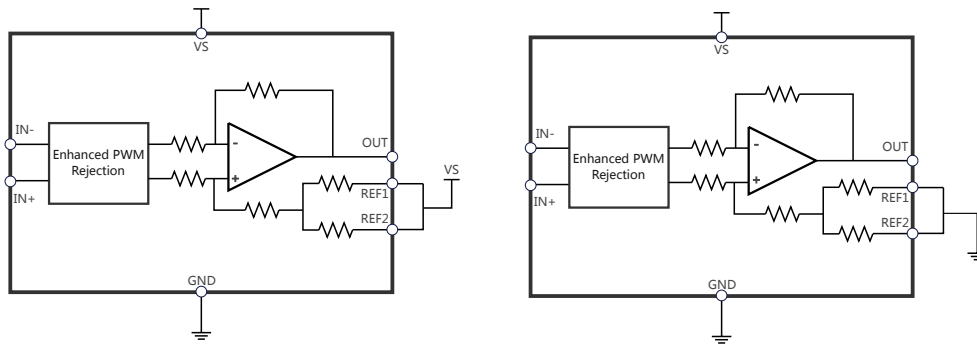 VS
IN-
Enhanced PWM
Rejection
IN+
-
+
OUT
VS
REF1
REF2
GND
VS
IN-
Enhanced PWM
Rejection
IN+
-
+
OUT
REF1
REF2
GND